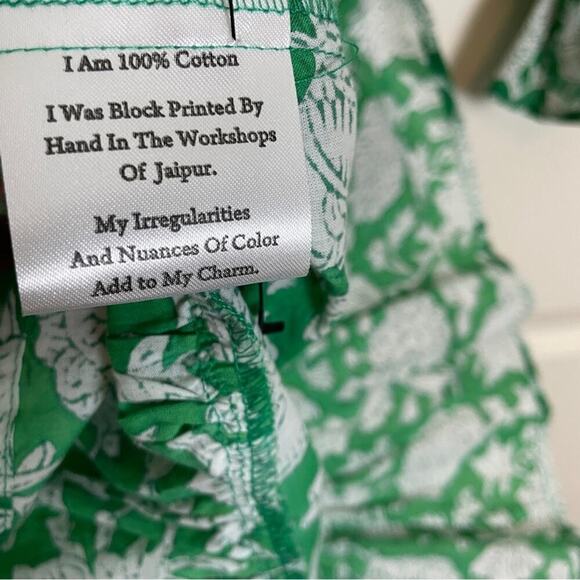 I Am 100% Cotton
I Was Block Printed By
Hand In The Workshops
Of Jaipur.
My Irregularities
And Nuances Of Color
Add to My Charm.